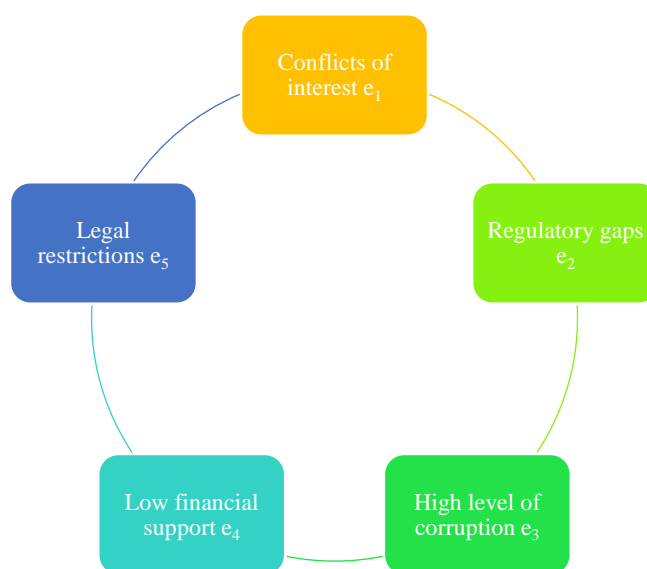 Conflicts of
interest e₁
Regulatory gaps
e₂
High level of
corruption e₃
Low financial
support e₄
Legal
restrictions e₅